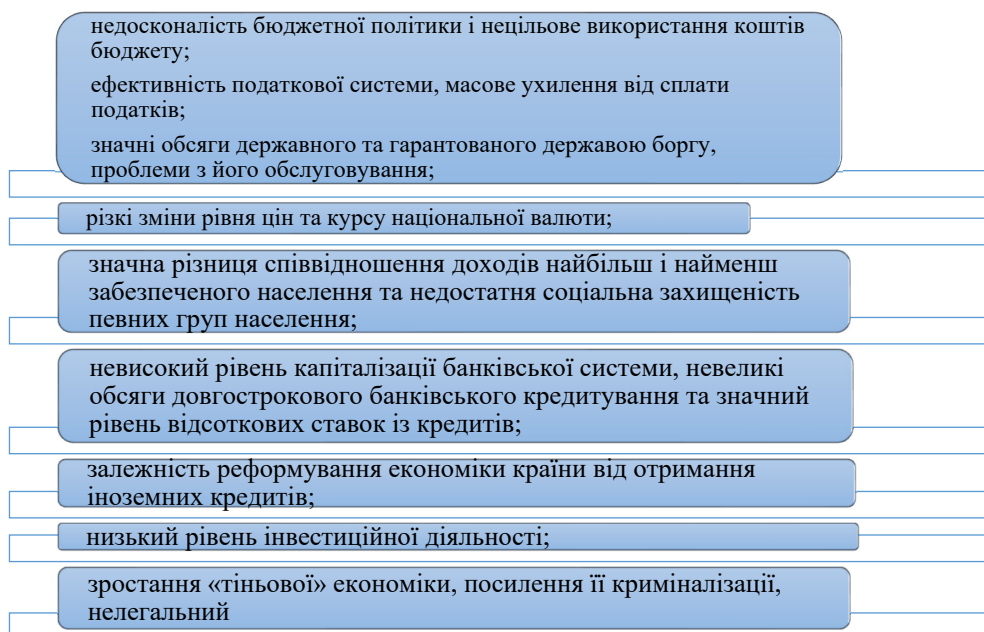 недосконалість бюджетної політики і нецільове використання коштів
бюджету;
ефективність податкової системи, масове ухилення від сплати
податків;
значні обсяги державного та гарантованого державою боргу,
проблеми з його обслуговування;
різкі зміни рівня цін та курсу національної валюти;
значна різниця співвідношення доходів найбільш і найменш
забезпеченого населення та недостатня соціальна захищеність
певних груп населення;
невисокий рівень капіталізації банківської системи, невеликі
обсяги довгострокового банківського кредитування та значний
рівень відсоткових ставок із кредитів;
залежність реформування економіки країни від отримання
іноземних кредитів;
низький рівень інвестиційної діяльності;
зростання «тіньової» економіки, посилення її криміналізації,
нелегальний